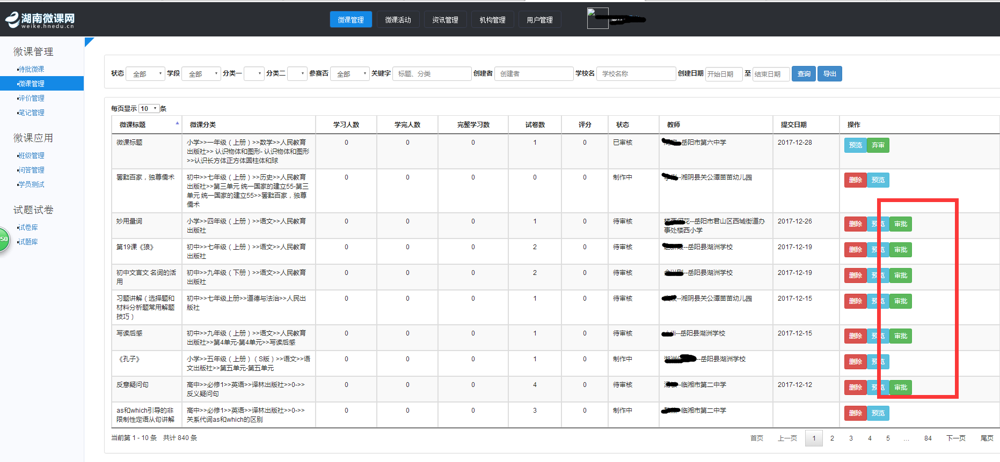 湖南微课网
weike.hnedu.cn
微课管理 微课活动 资讯管理 机构管理 用户管理
微课管理
•待批微课
•微课管理
•评价管理
•笔记管理
微课应用
•班级管理
•问答管理
•学员测试
试题试卷
•试卷库
•试题库
50
状态 全部 学段 全部 分类一 分类二 参赛否 全部 关键字 标题、分类 创建者 创建者 学校名 学校名称 创建日期 开始日期 至 结束日期 查询 导出
每页显示 10 条
微课标题 微课分类 学习人数 学完人数 完整学习数 试卷数 评分 状态 教师 提交日期 操作
微课标题 小学>>一年级（上册）>>数学>>人民教育 0 0 0 1 0 已审核 --岳阳市第六中学 2017-12-28 预览 弃审
出版社>> 认识物体和图形- 认识物体和图形
>>认识长方体正方体圆柱体和球
罢黜百家，独尊儒术 初中>>七年级（上册）>>历史>>人民教育 0 0 0 0 0 制作中 --湘阴县关公潭苗苗幼儿园 删除 预览
出版社>>第三单元 统一国家的建立55-第三
单元 统一国家的建立55>>罢黜百家，独尊
儒术
妙用量词 小学>>四年级（上册）>>语文>>人民教育 0 0 0 1 0 待审核 花--岳阳市君山区西城街道办 2017-12-26 删除 预览 审批
出版社 事处楼西小学
第19课《狼》 初中>>七年级（上册）>>语文>>人民教育 0 0 0 2 0 待审核 --岳阳县湖洲学校 2017-12-19 删除 预览 审批
出版社
初中文言文 名词的活 初中>>九年级（下册）>>语文>>人民教育 0 0 0 2 0 待审核 --岳阳县湖洲学校 2017-12-19 删除 预览 审批
用 出版社
习题讲解（选择题和 初中>>七年级上册>>道德与法治>>人民出 0 0 0 1 0 待审核 --湘阴县关公潭苗苗幼儿园 2017-12-15 删除 预览 审批
材料分析题常用解题 版社
技巧）
写读后感 初中>>九年级（上册）>>语文>>人民教育 0 0 0 1 0 待审核 --岳阳县湖洲学校 2017-12-15 删除 预览 审批
出版社>>第4单元-第4单元>>写读后感
《孔子》 小学>>五年级（上册）（S版）>>语文>>语 0 0 0 1 0 制作中 --岳阳县湖洲学校 删除 预览
文出版社>>第五单元-第五单元
反意疑问句 高中>>必修1>>英语>>译林出版社>>0->> 0 0 0 4 0 待审核 --临湘市第二中学 2017-12-12 删除 预览 审批
反义疑问句
as和which引导的非 高中>>必修1>>英语>>译林出版社>>0->> 0 0 0 3 0 制作中 --临湘市第二中学 删除 预览
限制性定语从句讲解 关系代词as和which的区别
当前第 1 - 10 条 共计 840 条 首页 上一页 1 2 3 4 5 ... 84 下一页 尾页